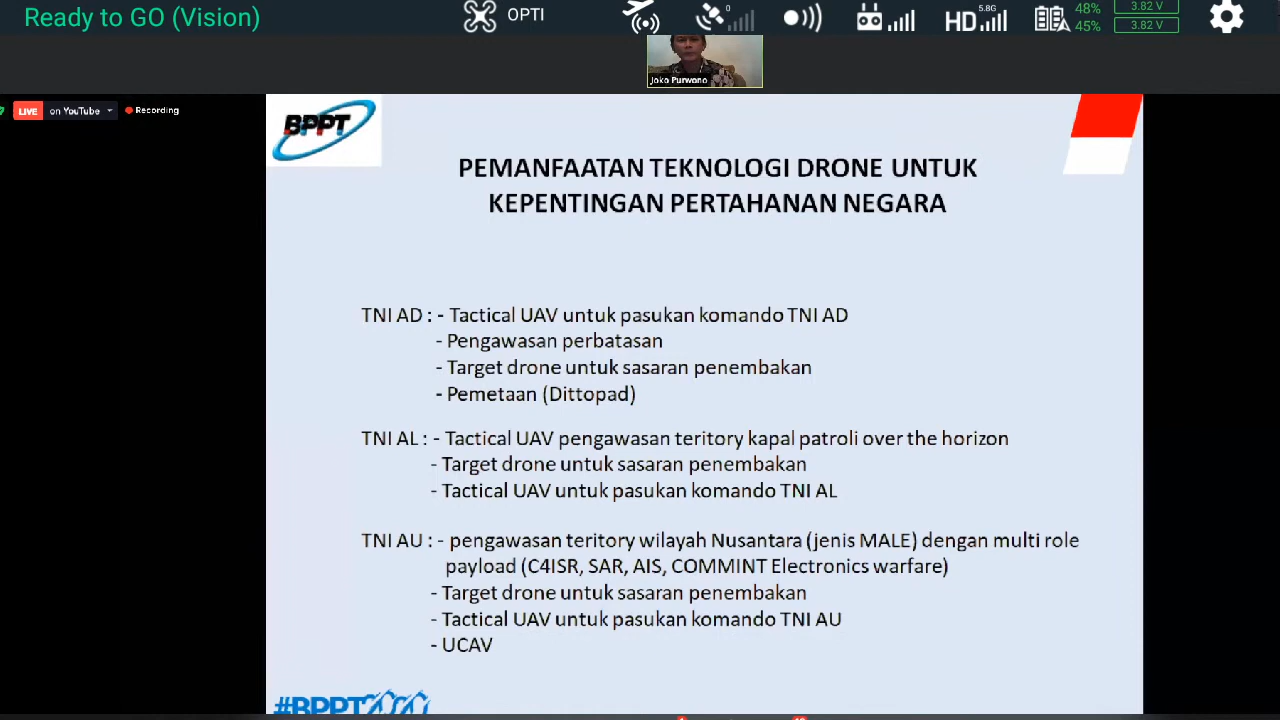 Ready to GO (Vision)
OPTI
0
HD
5.8G
48%
45%
3.82 V
3.82 V
Joko Purwono
LIVE
on YouTube
Recording
BPPT
PEMANFAATAN TEKNOLOGI DRONE UNTUK
KEPENTINGAN PERTAHANAN NEGARA
TNI AD : - Tactical UAV untuk pasukan komando TNI AD
- Pengawasan perbatasan
- Target drone untuk sasaran penembakan
- Pemetaan (Dittopad)
TNI AL : - Tactical UAV pengawasan teritory kapal patroli over the horizon
- Target drone untuk sasaran penembakan
- Tactical UAV untuk pasukan komando TNI AL
TNI AU : - pengawasan teritory wilayah Nusantara (jenis MALE) dengan multi role
payload (C4ISR, SAR, AIS, COMMINT Electronics warfare)
- Target drone untuk sasaran penembakan
- Tactical UAV untuk pasukan komando TNI AU
- UCAV
#BPPT